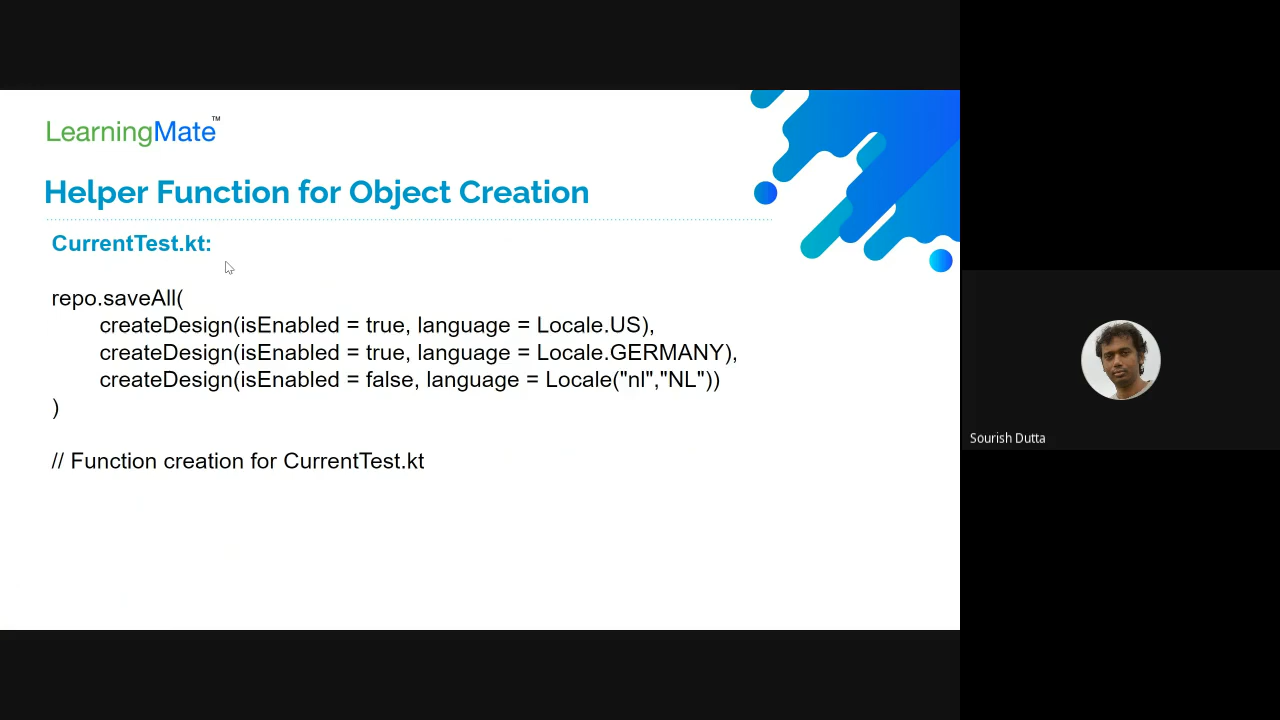 LearningMate™
Helper Function for Object Creation
CurrentTest.kt:
repo.saveAll(
createDesign(isEnabled = true, language = Locale.US),
createDesign(isEnabled = true, language = Locale.GERMANY),
createDesign(isEnabled = false, language = Locale("nl","NL"))
)
// Function creation for CurrentTest.kt
Sourish Dutta